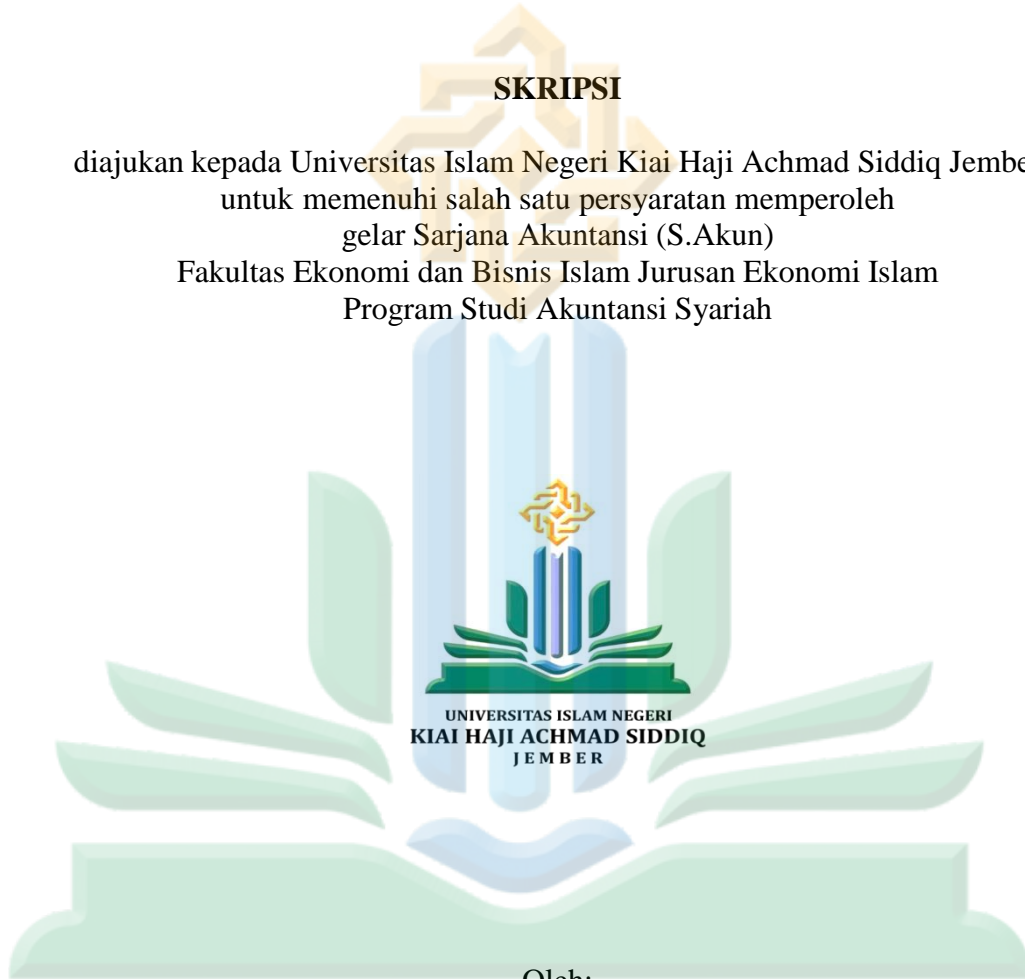 SKRIPSI
diajukan kepada Universitas Islam Negeri Kiai Haji Achmad Siddiq Jembe
untuk memenuhi salah satu persyaratan memperoleh
gelar Sarjana Akuntansi (S.Akun)
Fakultas Ekonomi dan Bisnis Islam Jurusan Ekonomi Islam
Program Studi Akuntansi Syariah
UNIVERSITAS ISLAM NEGERI
KIAI HAJI ACHMAD SIDDIQ
JEMBER
Oleh: